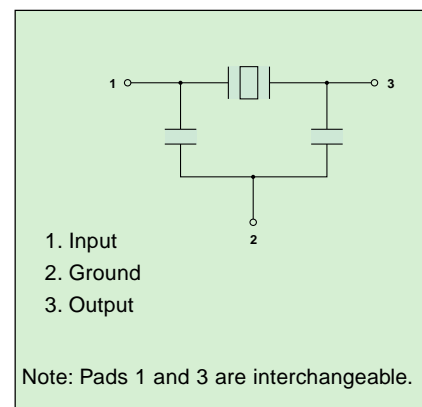 1 3
2
1. Input
2. Ground
3. Output
Note: Pads 1 and 3 are interchangeable.